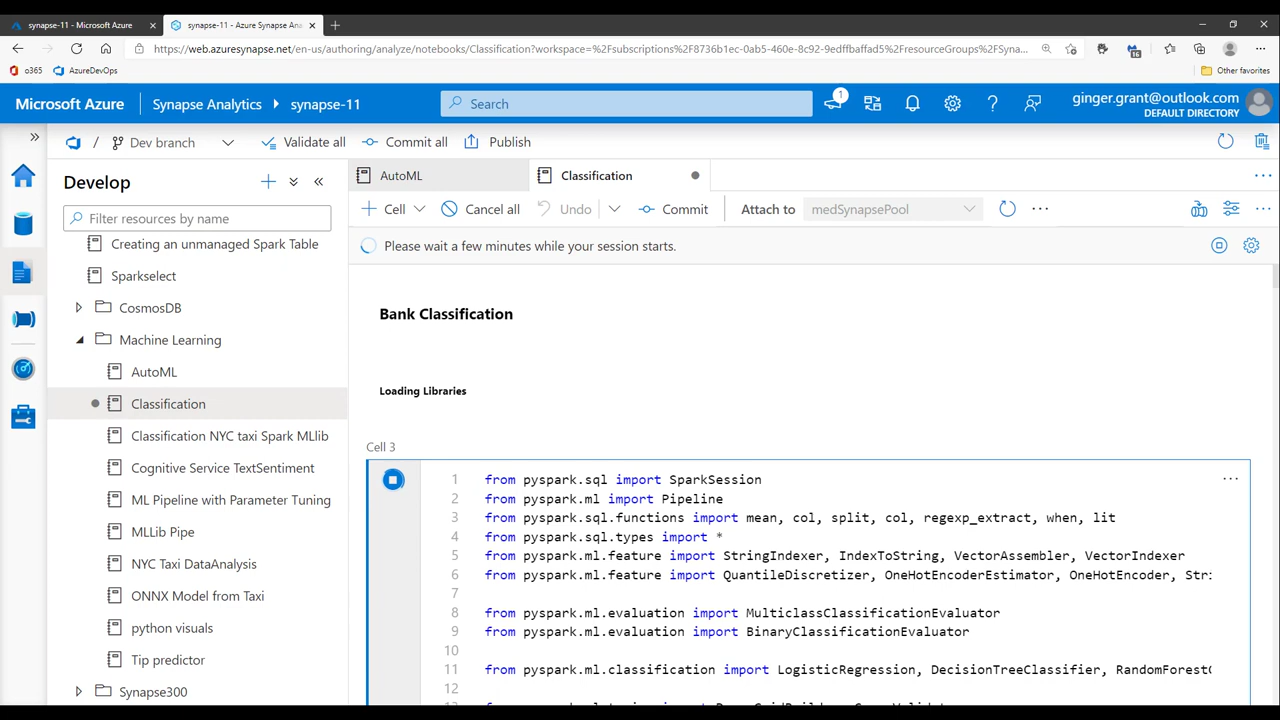 synapse-11 - Microsoft Azure
synapse-11 - Azure Synapse Ana
https://web.azuresynapse.net/en-us/authoring/analyze/notebooks/Classification?workspace=%2Fsubscriptions%2F8736b1ec-0ab5-460e-8c92-9edffbaffad5%2FresourceGroups%2FSyna...
16
o365
AzureDevOps
Other favorites
Microsoft Azure
Synapse Analytics
synapse-11
Search
1
ginger.grant@outlook.com
DEFAULT DIRECTORY
/ Dev branch
Validate all
Commit all
Publish
Develop
Filter resources by name
Creating an unmanaged Spark Table
Sparkselect
CosmosDB
Machine Learning
AutoML
Classification
Classification NYC taxi Spark MLlib
Cognitive Service TextSentiment
ML Pipeline with Parameter Tuning
MLLib Pipe
NYC Taxi DataAnalysis
ONNX Model from Taxi
python visuals
Tip predictor
Synapse300
AutoML
Classification
Cell
Cancel all
Undo
Commit
Attach to
medSynapsePool
Please wait a few minutes while your session starts.
Bank Classification
Loading Libraries
Cell 3
1 from pyspark.sql import SparkSession
2 from pyspark.ml import Pipeline
3 from pyspark.sql.functions import mean, col, split, col, regexp_extract, when, lit
4 from pyspark.sql.types import *
5 from pyspark.ml.feature import StringIndexer, IndexToString, VectorAssembler, VectorIndexer
6 from pyspark.ml.feature import QuantileDiscretizer, OneHotEncoderEstimator, OneHotEncoder, Stri
7
8 from pyspark.ml.evaluation import MulticlassClassificationEvaluator
9 from pyspark.ml.evaluation import BinaryClassificationEvaluator
10
11 from pyspark.ml.classification import LogisticRegression, DecisionTreeClassifier, RandomForest
12